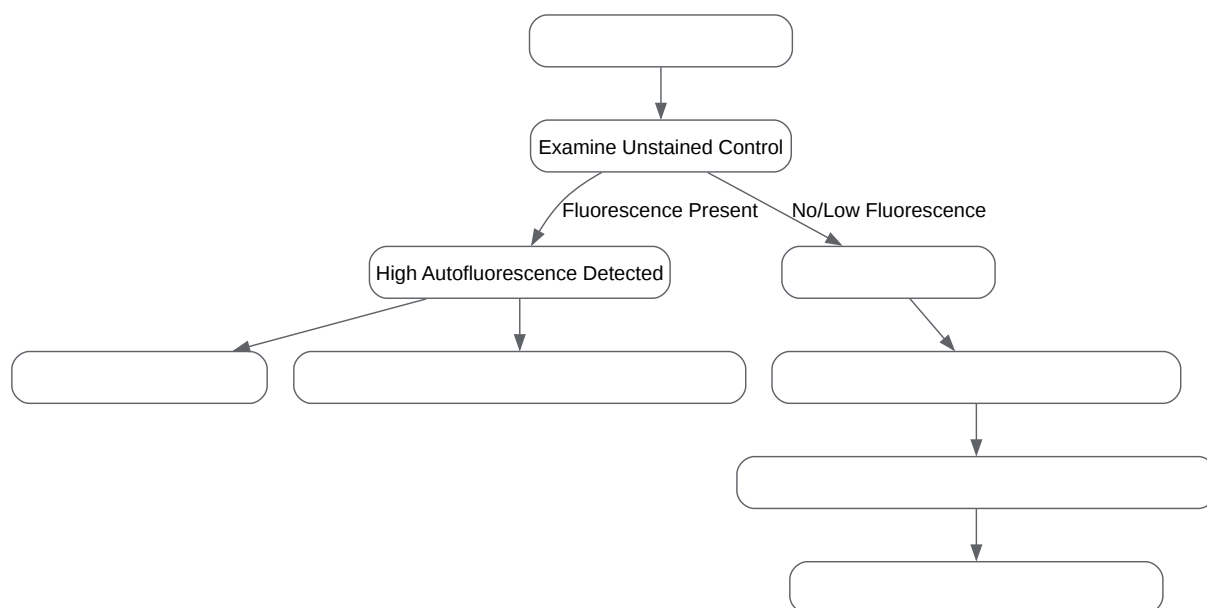 Examine Unstained Control
Fluorescence Present
No/Low Fluorescence
High Autofluorescence Detected